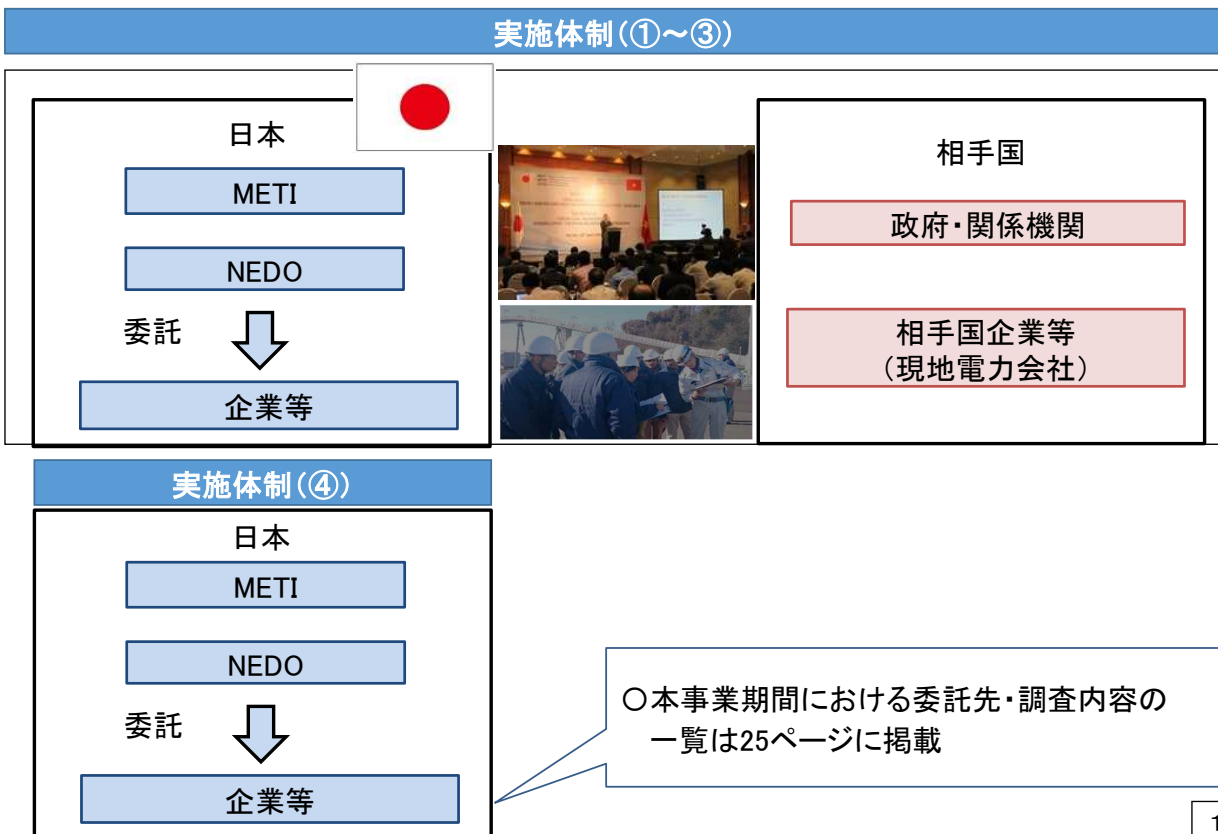 実施体制(①~③)
日本
METI
NEDO
委託
企業等
相手国
政府・関係機関
相手国企業等
(現地電力会社)
実施体制(④)
日本
METI
NEDO
委託
企業等
○本事業期間における委託先・調査内容の
一覧は25ページに掲載
1